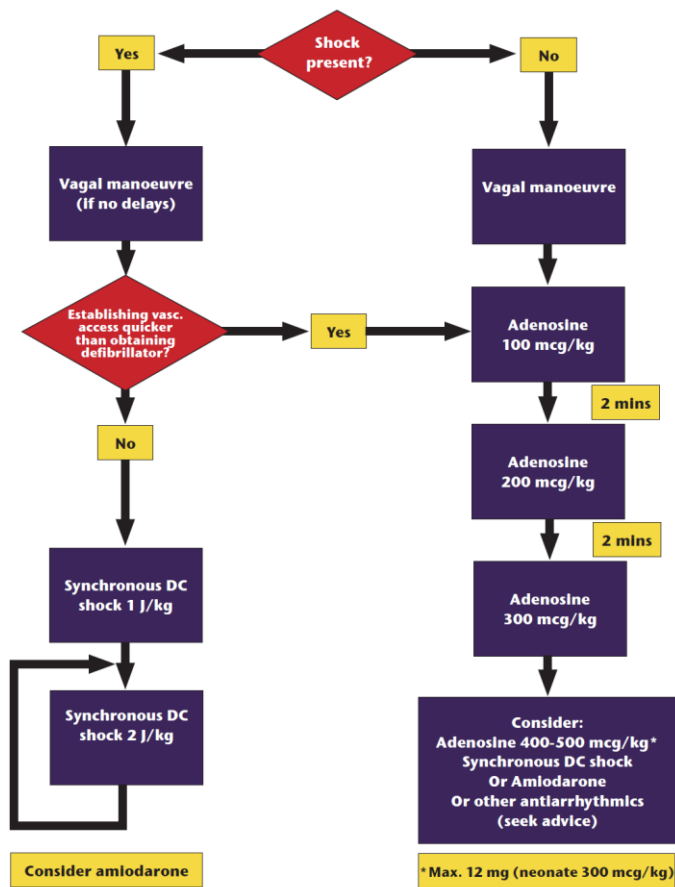 Shock
present?
Yes
No
Vagal manoeuvre
(if no delays)
Vagal manoeuvre
Establishing vasc.
access quicker
than obtaining
defibrillator?
Yes
Adenosine
100 mcg/kg
2 mins
No
Adenosine
200 mcg/kg
2 mins
Synchronous DC
shock 1 J/kg
Adenosine
300 mcg/kg
Synchronous DC
shock 2 J/kg
Consider:
Adenosine 400-500 mcg/kg*
Synchronous DC shock
Or Amiodarone
Or other antiarrhythmics
(seek advice)
Consider amiodarone
*Max. 12 mg (neonate 300 mcg/kg)